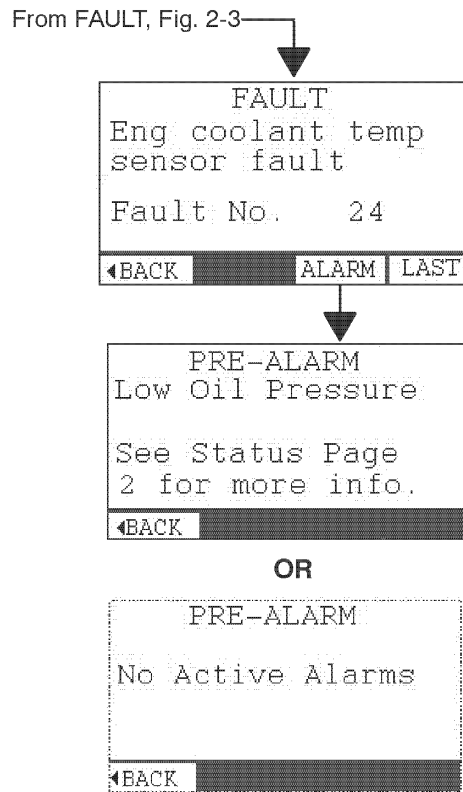 From FAULT, Fig. 2-3
FAULT
Eng coolant temp
sensor fault
Fault No. 24
◂BACK ALARM LAST
PRE-ALARM
Low Oil Pressure
See Status Page
2 for more info.
◂BACK
OR
PRE-ALARM
No Active Alarms
◂BACK